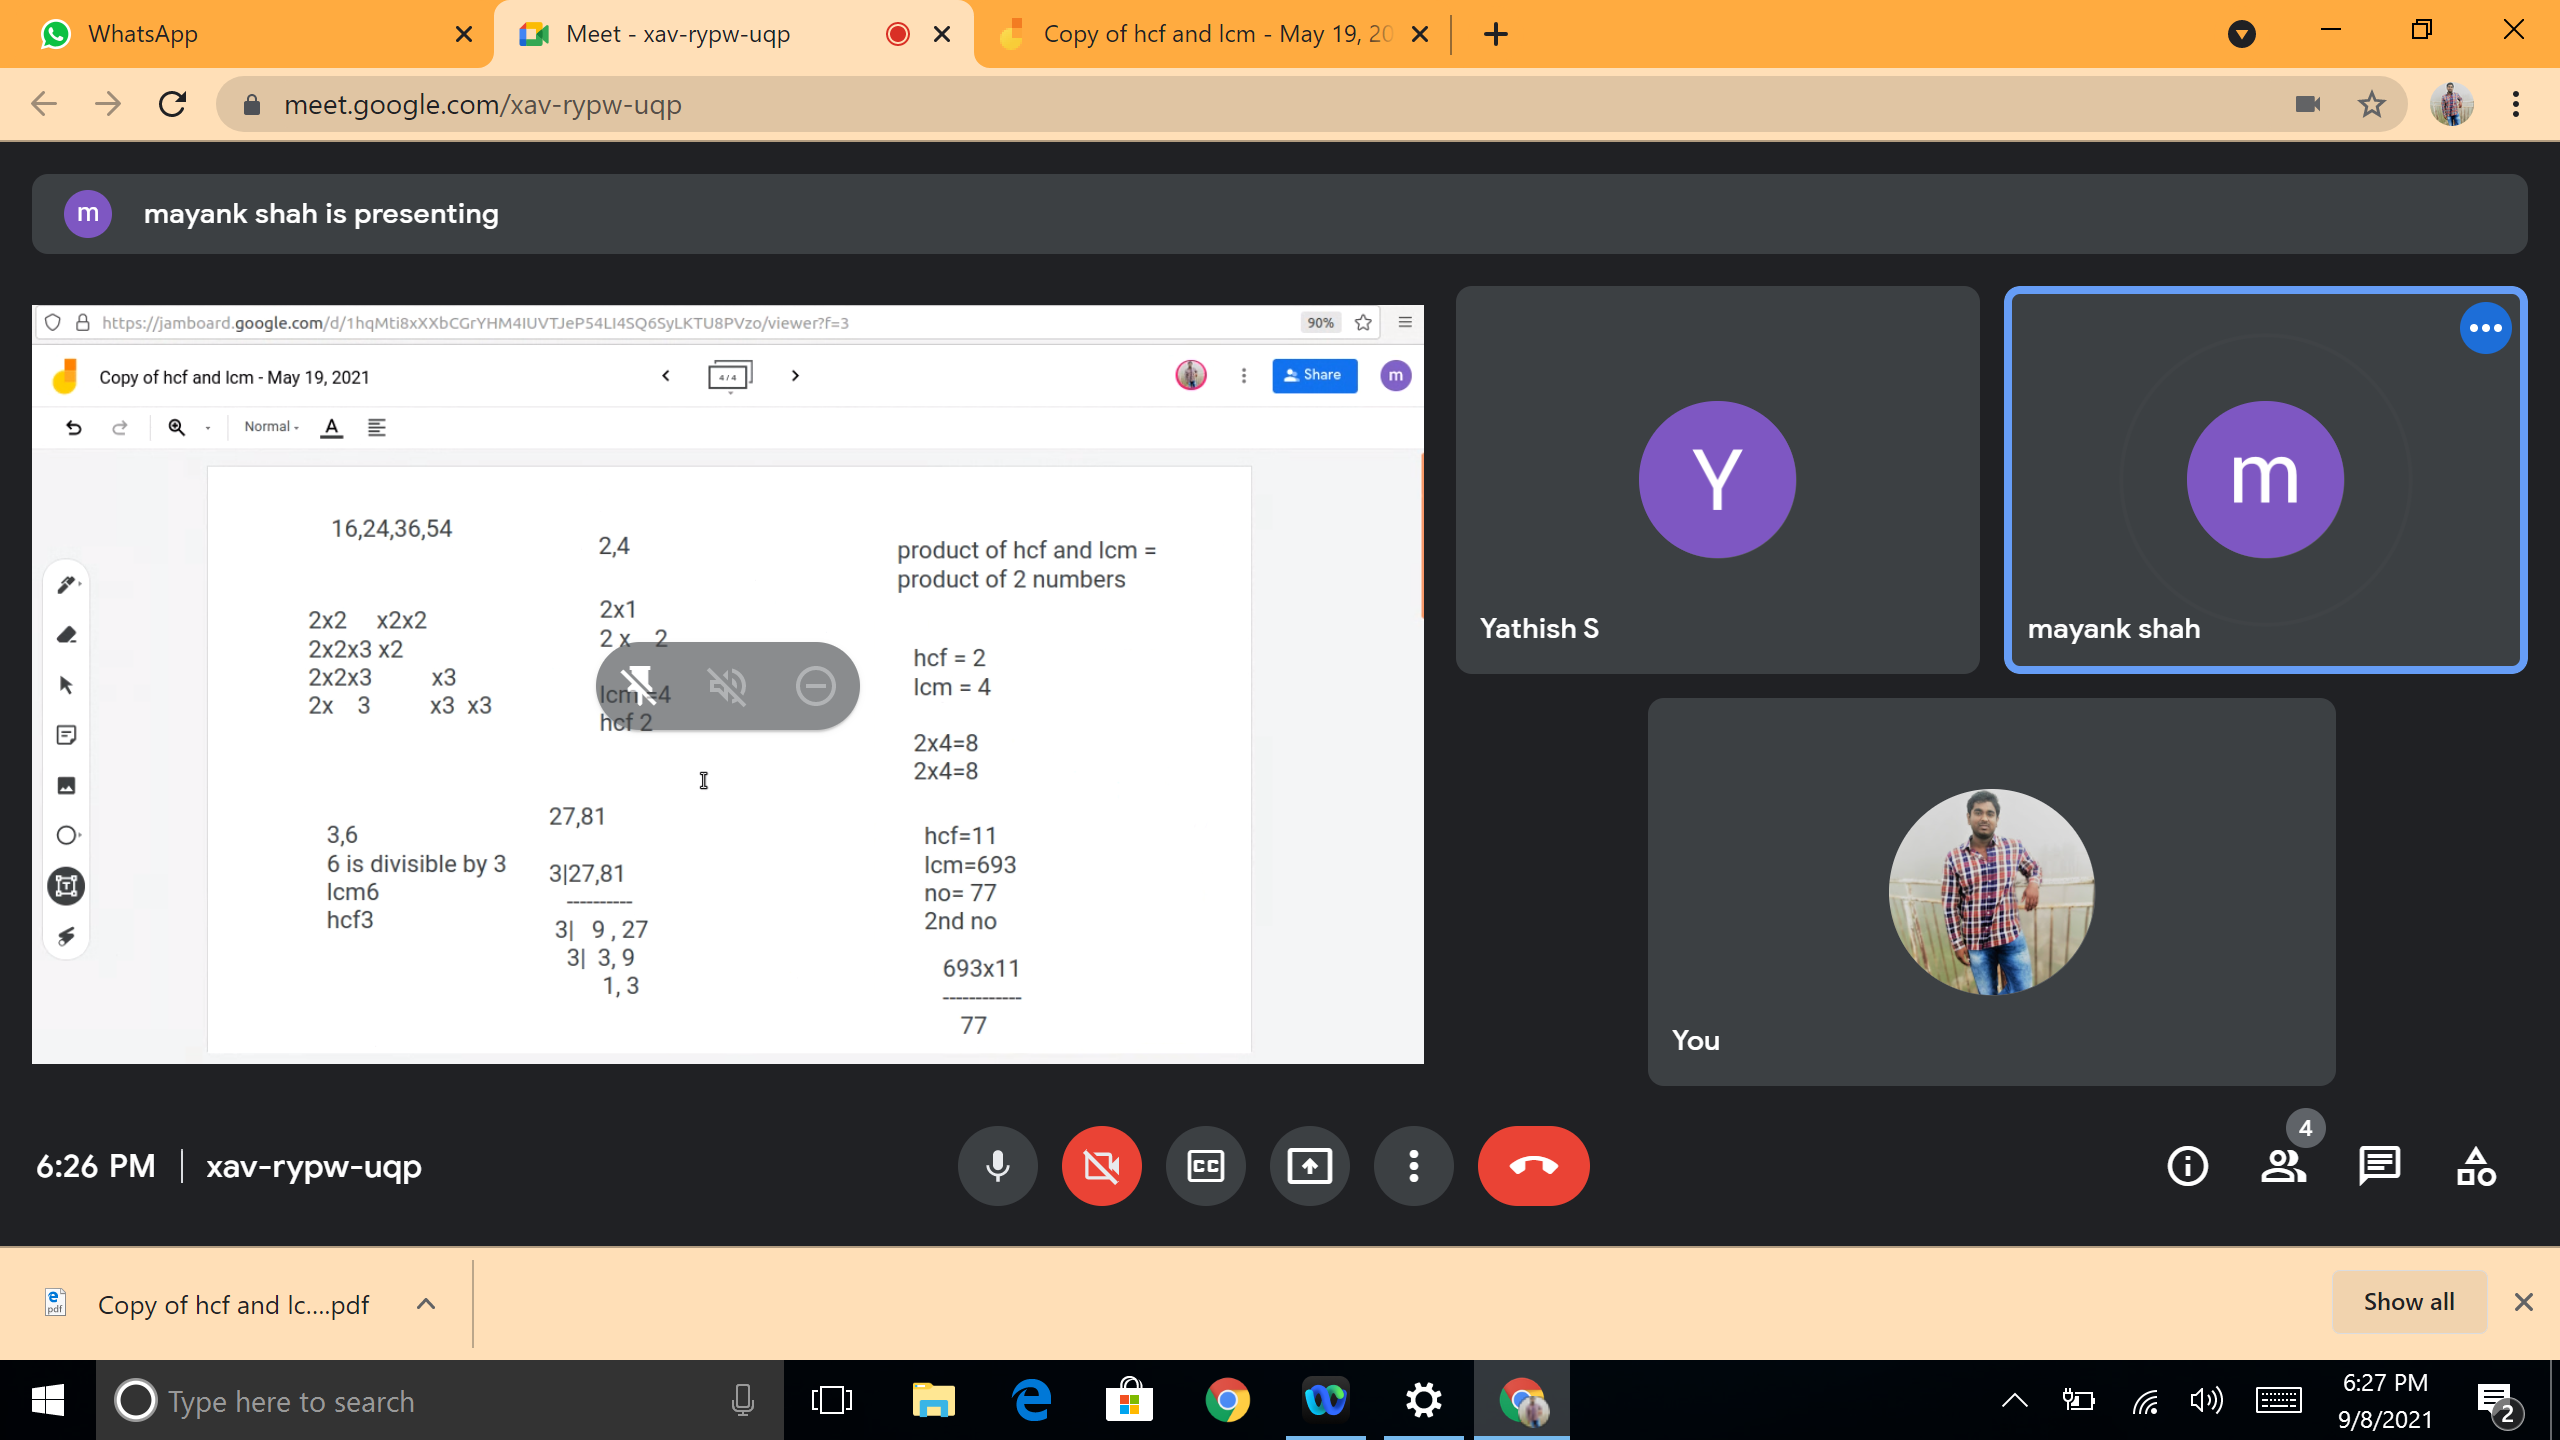 WhatsApp
Meet - xav-rypw-uqp
Copy of hcf and lcm - May 19, 20
meet.google.com/xav-rypw-uqp
m
mayank shah is presenting
https://jamboard.google.com/d/1hqMti8xXXbCGrYHM4IUVTJeP54LI4SQ6SyLKTU8PVzo/viewer?f=3
90%
Copy of hcf and lcm - May 19, 2021
4 / 4
Share
m
Normal
A
16,24,36,54
2x2 x2x2
2x2x3 x2
2x2x3 x3
2x 3 x3 x3
2,4
2x1
2 x 2
lcm =4
hcf 2
product of hcf and lcm =
product of 2 numbers
hcf = 2
lcm = 4
2x4=8
2x4=8
3,6
6 is divisible by 3
lcm6
hcf3
27,81
3|27,81
----------
3| 9 , 27
3| 3, 9
1, 3
hcf=11
lcm=693
no= 77
2nd no
693x11
------------
77
Y
Yathish S
m
mayank shah
You
6:26 PM | xav-rypw-uqp
CC
4
Copy of hcf and lc....pdf
Show all
Type here to search
6:27 PM
9/8/2021
2